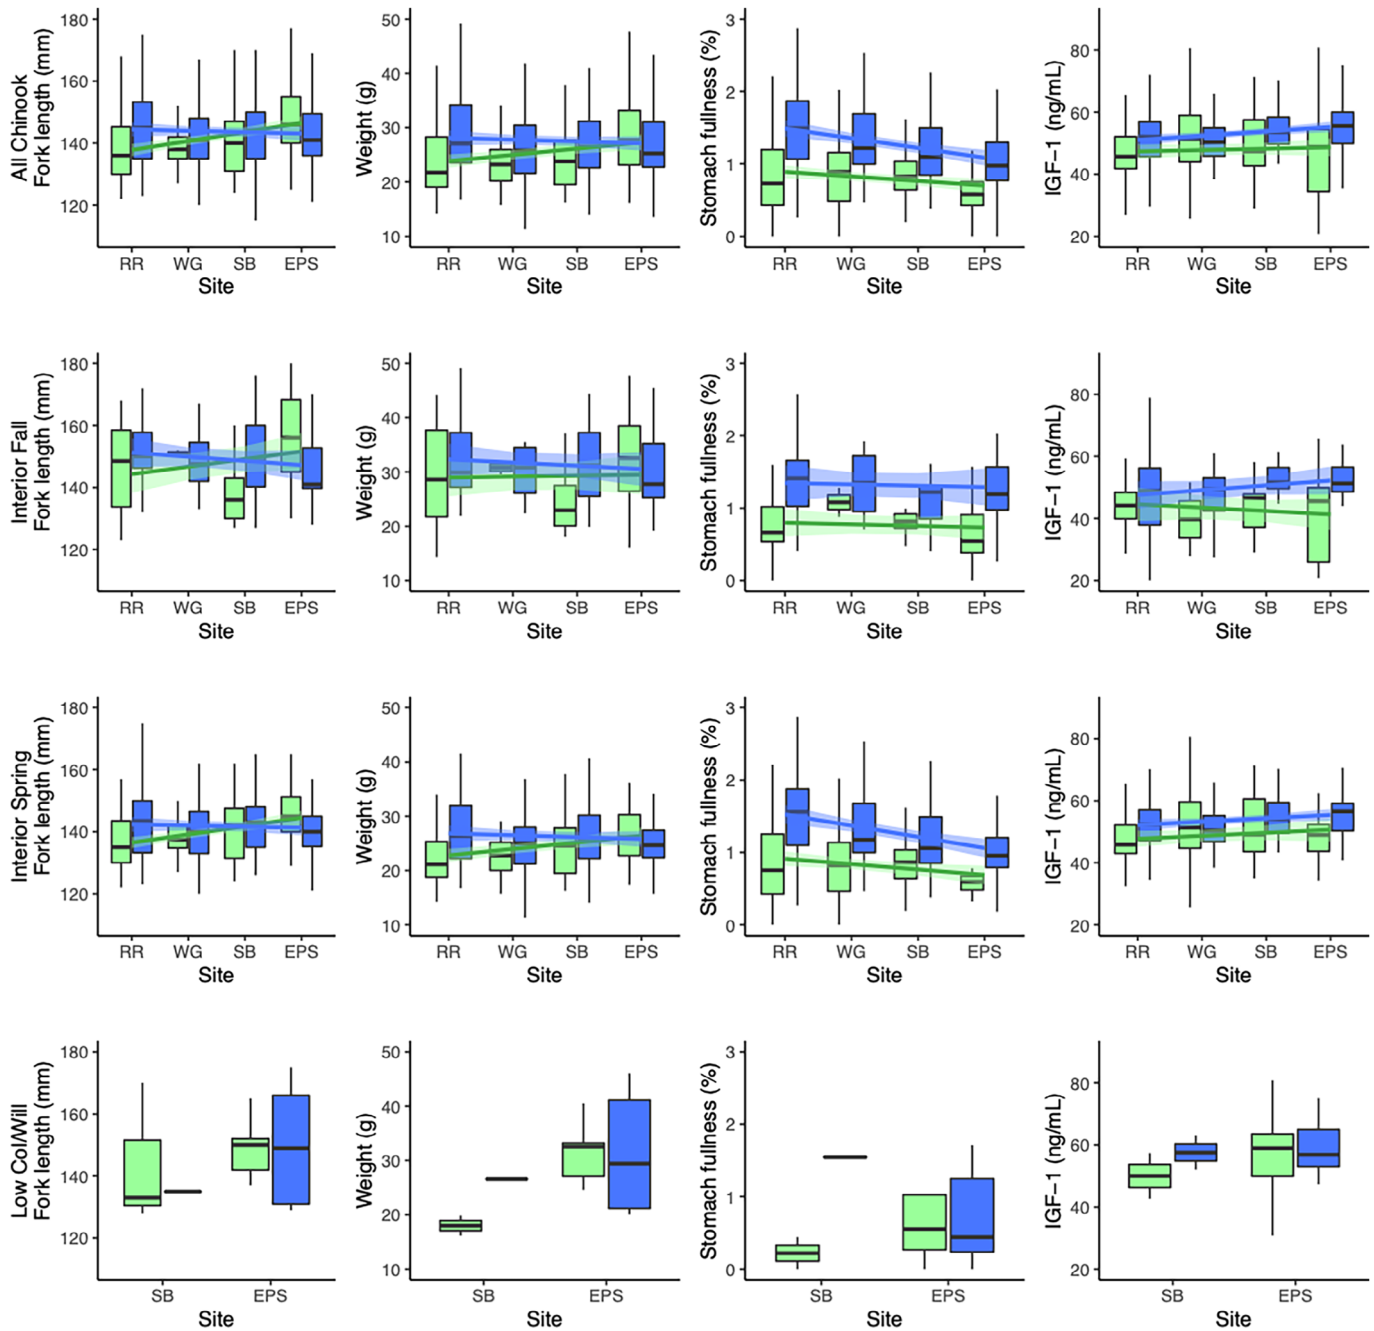 All Chinook
Fork length (mm)
180
160
140
120
RR WG SB EPS
Site
Weight (g)
50
40
30
20
10
RR WG SB EPS
Site
Stomach fullness (%)
3
2
1
0
RR WG SB EPS
Site
IGF−1 (ng/mL)
80
60
40
20
RR WG SB EPS
Site
Interior Fall
Fork length (mm)
180
160
140
120
RR WG SB EPS
Site
Weight (g)
50
40
30
20
10
RR WG SB EPS
Site
Stomach fullness (%)
3
2
1
0
RR WG SB EPS
Site
IGF−1 (ng/mL)
80
60
40
20
RR WG SB EPS
Site
Interior Spring
Fork length (mm)
180
160
140
120
RR WG SB EPS
Site
Weight (g)
50
40
30
20
10
RR WG SB EPS
Site
Stomach fullness (%)
3
2
1
0
RR WG SB EPS
Site
IGF−1 (ng/mL)
80
60
40
20
RR WG SB EPS
Site
Low Col/Will
Fork length (mm)
180
160
140
120
SB EPS
Site
Weight (g)
50
40
30
20
10
SB EPS
Site
Stomach fullness (%)
3
2
1
0
SB EPS
Site
IGF−1 (ng/mL)
80
60
40
20
SB EPS
Site